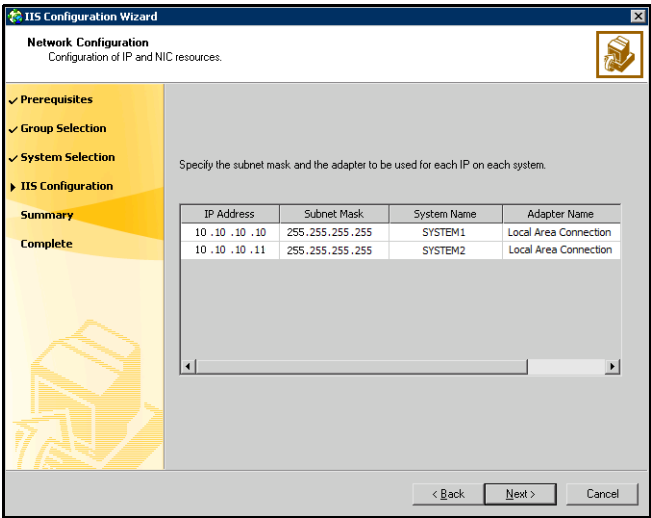 IIS Configuration Wizard
Network Configuration
Configuration of IP and NIC resources.
Prerequisites
Group Selection
System Selection
IIS Configuration
Summary
Complete
Specify the subnet mask and the adapter to be used for each IP on each system.
IP Address Subnet Mask System Name Adapter Name
10 .10 .10 .10 255.255.255.255 SYSTEM1 Local Area Connection
10 .10 .10 .11 255.255.255.255 SYSTEM2 Local Area Connection
< Back Next > Cancel